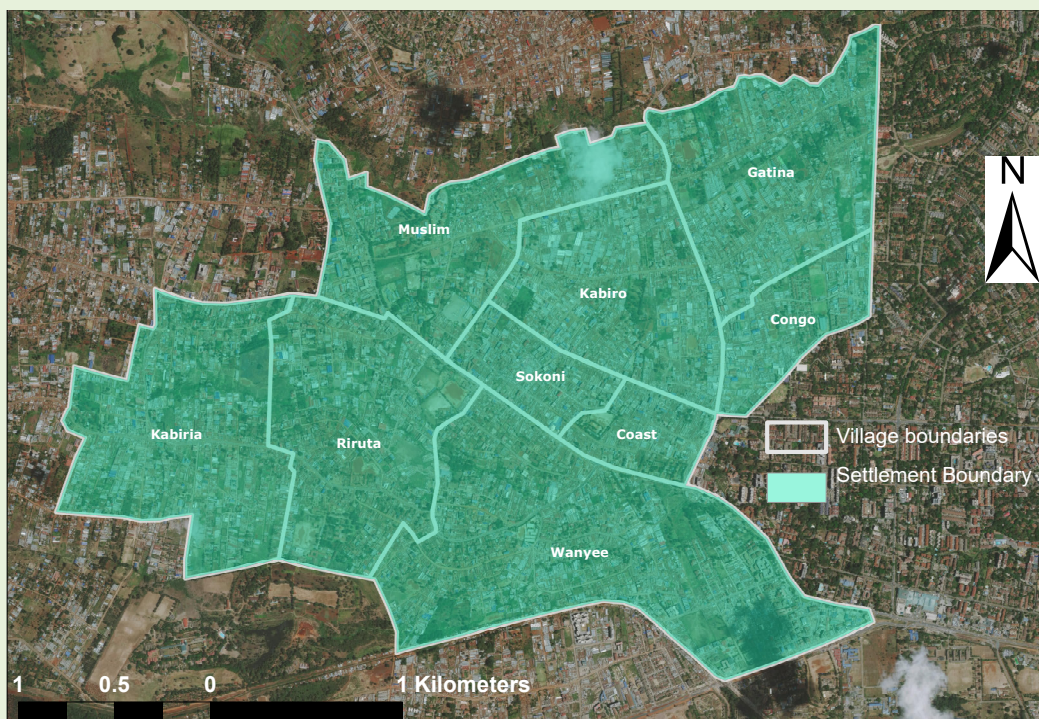 N
Gatina
Muslim
Kabiro
Congo
Sokoni
Kabiria
Riruta
Coast
Village boundaries
Settlement Boundary
Wanyee
1 0.5 0 1 Kilometers